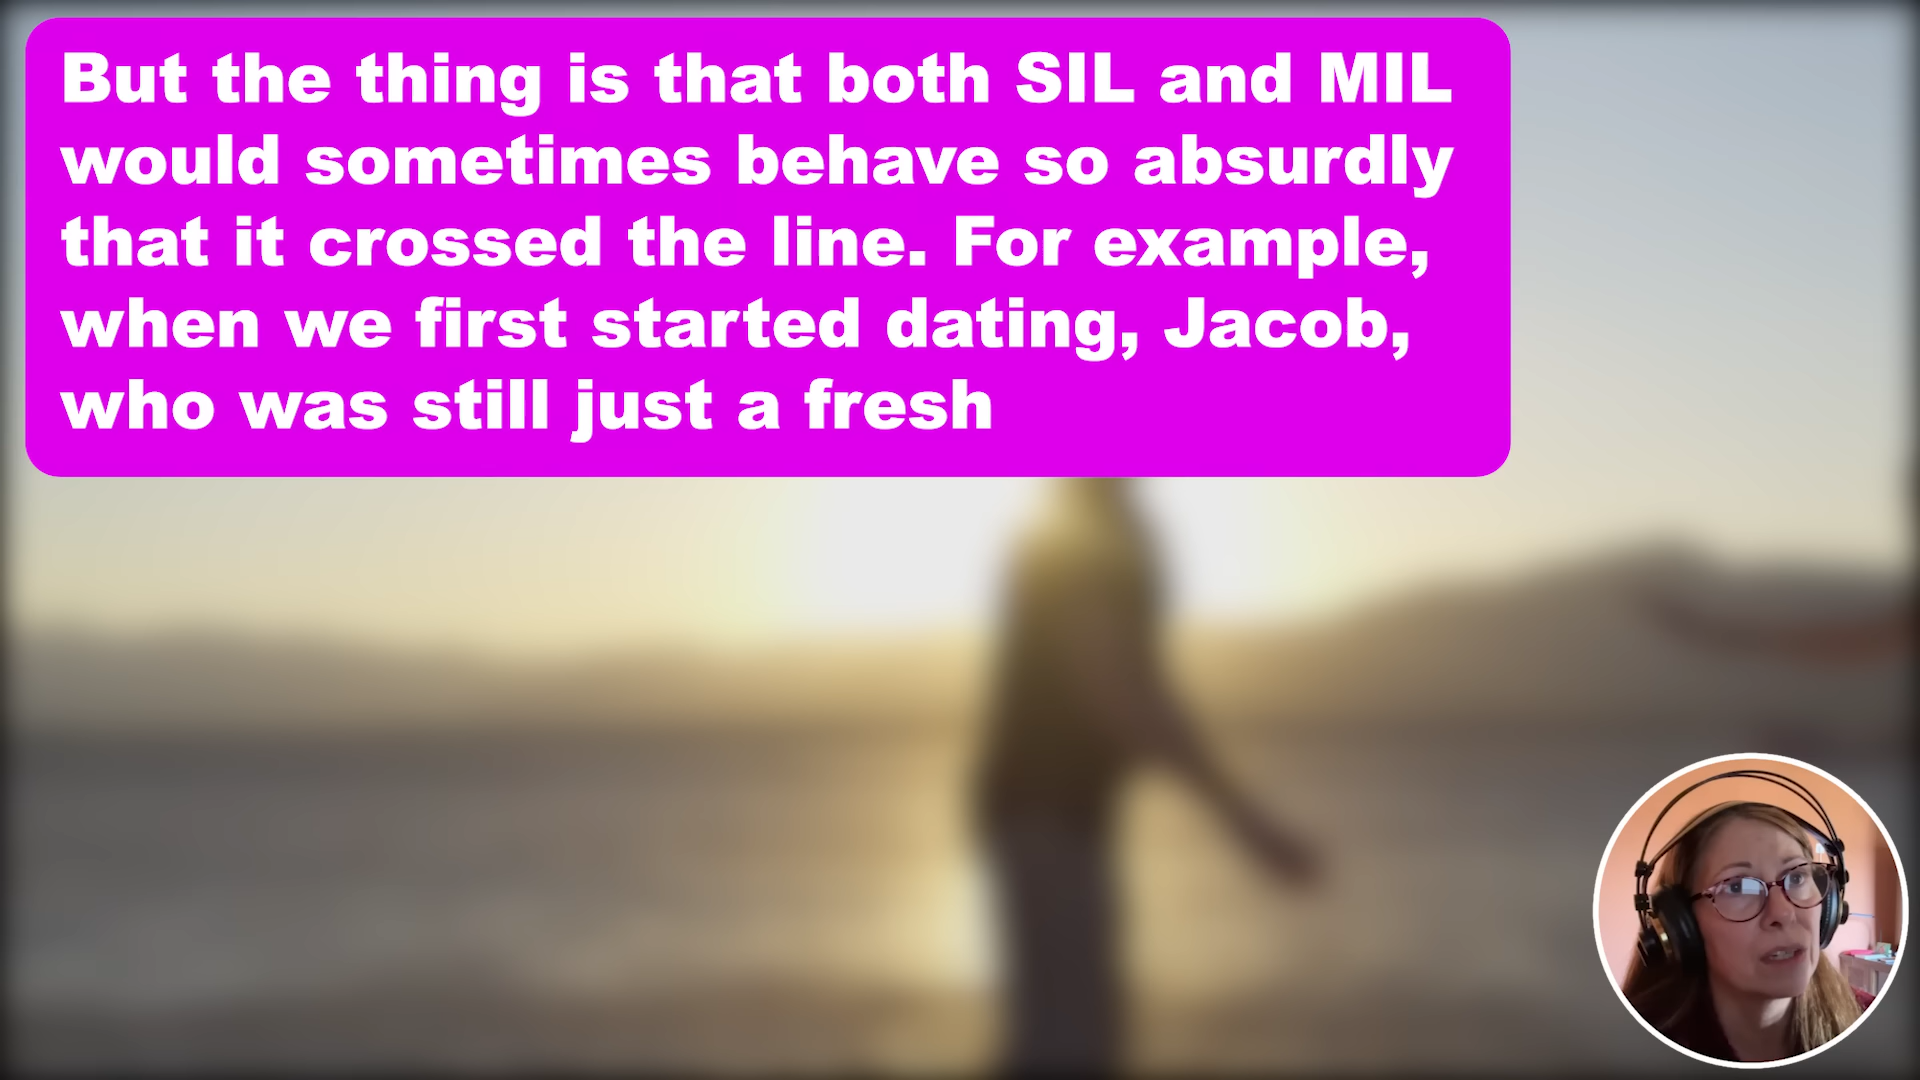 But the thing is that both SIL and MIL
would sometimes behave so absurdly
that it crossed the line. For example,
when we first started dating, Jacob,
who was still just a fresh